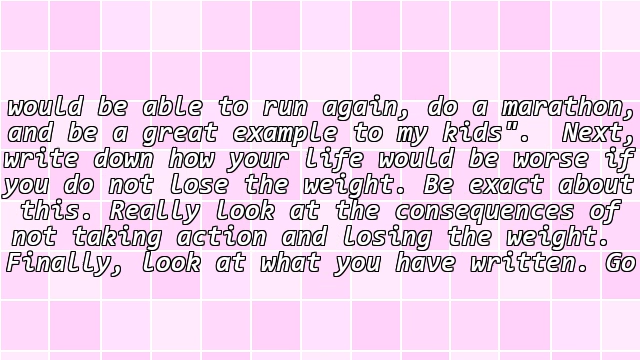 would be able to run again, do a marathon,
and be a great example to my kids".  Next,
write down how your life would be worse if
you do not lose the weight. Be exact about
this. Really look at the consequences of
not taking action and losing the weight.
Finally, look at what you have written. Go